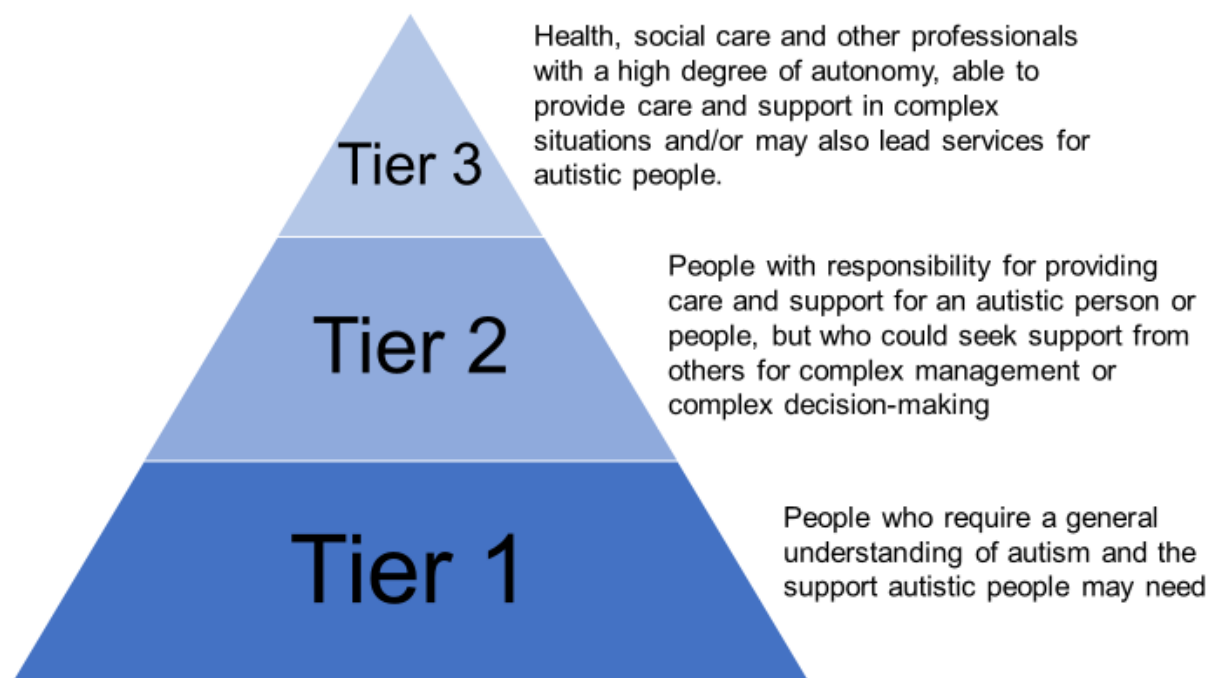 Health, social care and other professionals
with a high degree of autonomy, able to
provide care and support in complex
situations and/or may also lead services for
autistic people.
Tier 3
People with responsibility for providing
care and support for an autistic person or
people, but who could seek support from
others for complex management or
complex decision-making
Tier 2
People who require a general
understanding of autism and the
support autistic people may need
Tier 1